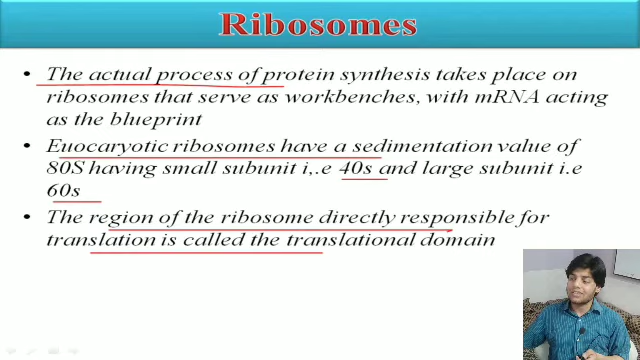 Ribosomes
• The actual process of protein synthesis takes place on
ribosomes that serve as workbenches, with mRNA acting
as the blueprint
• Euocaryotic ribosomes have a sedimentation value of
80S having small subunit i,.e 40s and large subunit i.e
60s
• The region of the ribosome directly responsible for
translation is called the translational domain